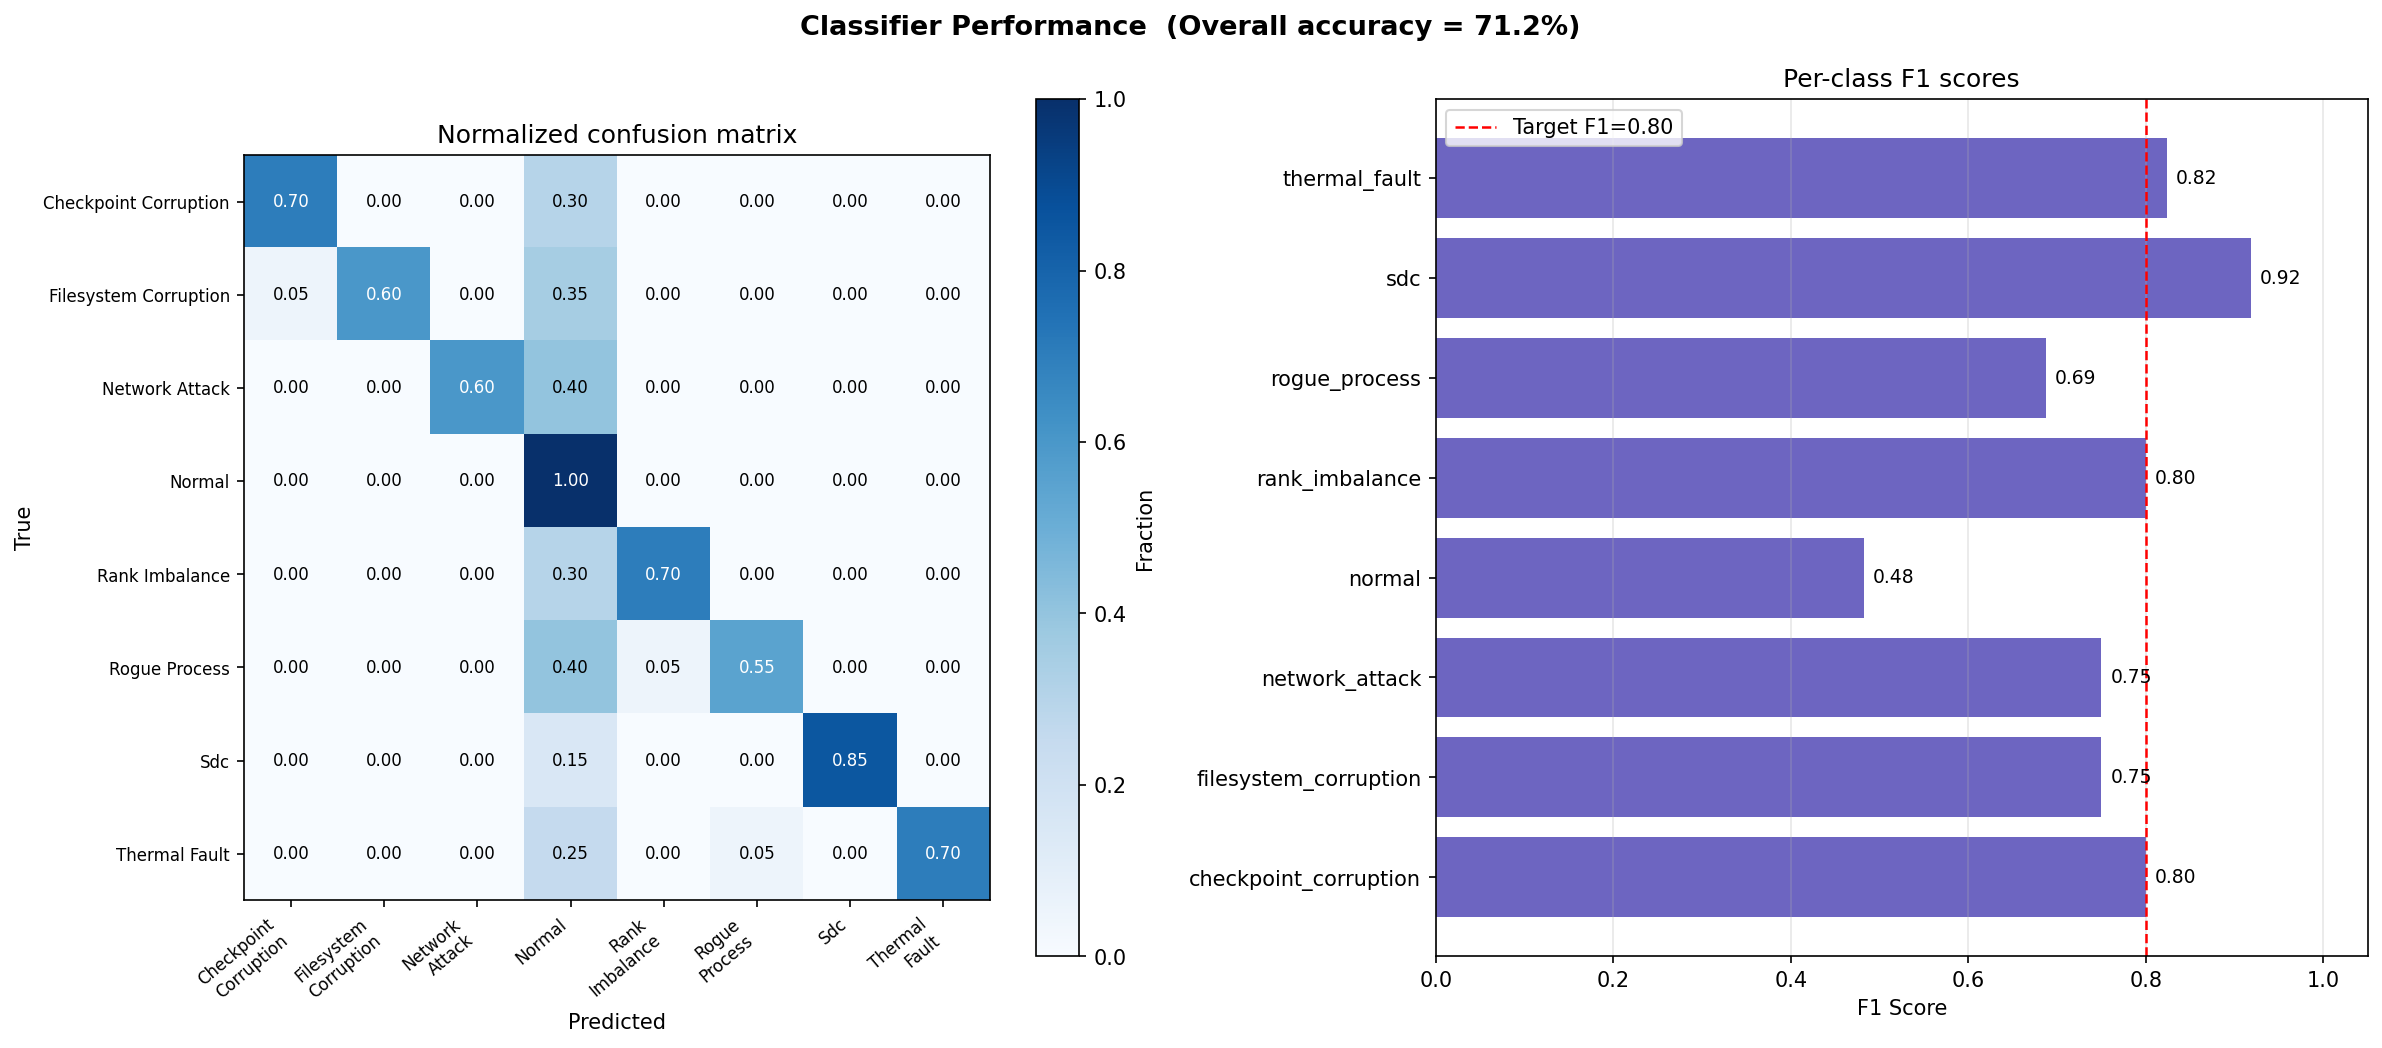 Classifier Performance  (Overall accuracy = 71.2%)
Normalized confusion matrix
True
Checkpoint Corruption 0.70 0.00 0.00 0.30 0.00 0.00 0.00 0.00
Filesystem Corruption 0.05 0.60 0.00 0.35 0.00 0.00 0.00 0.00
Network Attack 0.00 0.00 0.60 0.40 0.00 0.00 0.00 0.00
Normal 0.00 0.00 0.00 1.00 0.00 0.00 0.00 0.00
Rank Imbalance 0.00 0.00 0.00 0.30 0.70 0.00 0.00 0.00
Rogue Process 0.00 0.00 0.00 0.40 0.05 0.55 0.00 0.00
Sdc 0.00 0.00 0.00 0.15 0.00 0.00 0.85 0.00
Thermal Fault 0.00 0.00 0.00 0.25 0.00 0.05 0.00 0.70
Checkpoint
Corruption
Filesystem
Corruption
Network
Attack
Normal
Rank
Imbalance
Rogue
Process
Sdc
Thermal
Fault
Predicted
1.0
0.8
0.6
0.4
0.2
0.0
Fraction
Per-class F1 scores
Target F1=0.80
thermal_fault 0.82
sdc 0.92
rogue_process 0.69
rank_imbalance 0.80
normal 0.48
network_attack 0.75
filesystem_corruption 0.75
checkpoint_corruption 0.80
0.0 0.2 0.4 0.6 0.8 1.0
F1 Score